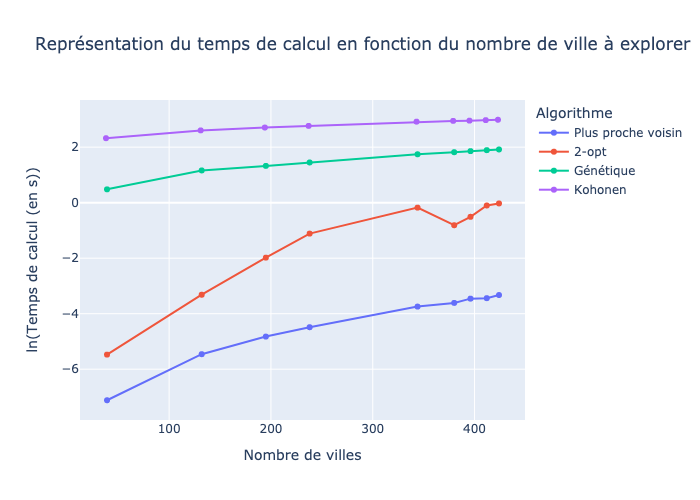 Représentation du temps de calcul en fonction du nombre de ville à explorer
Algorithme
Plus proche voisin
2-opt
Génétique
Kohonen
ln(Temps de calcul (en s))
2
0
−2
−4
−6
100
200
300
400
Nombre de villes